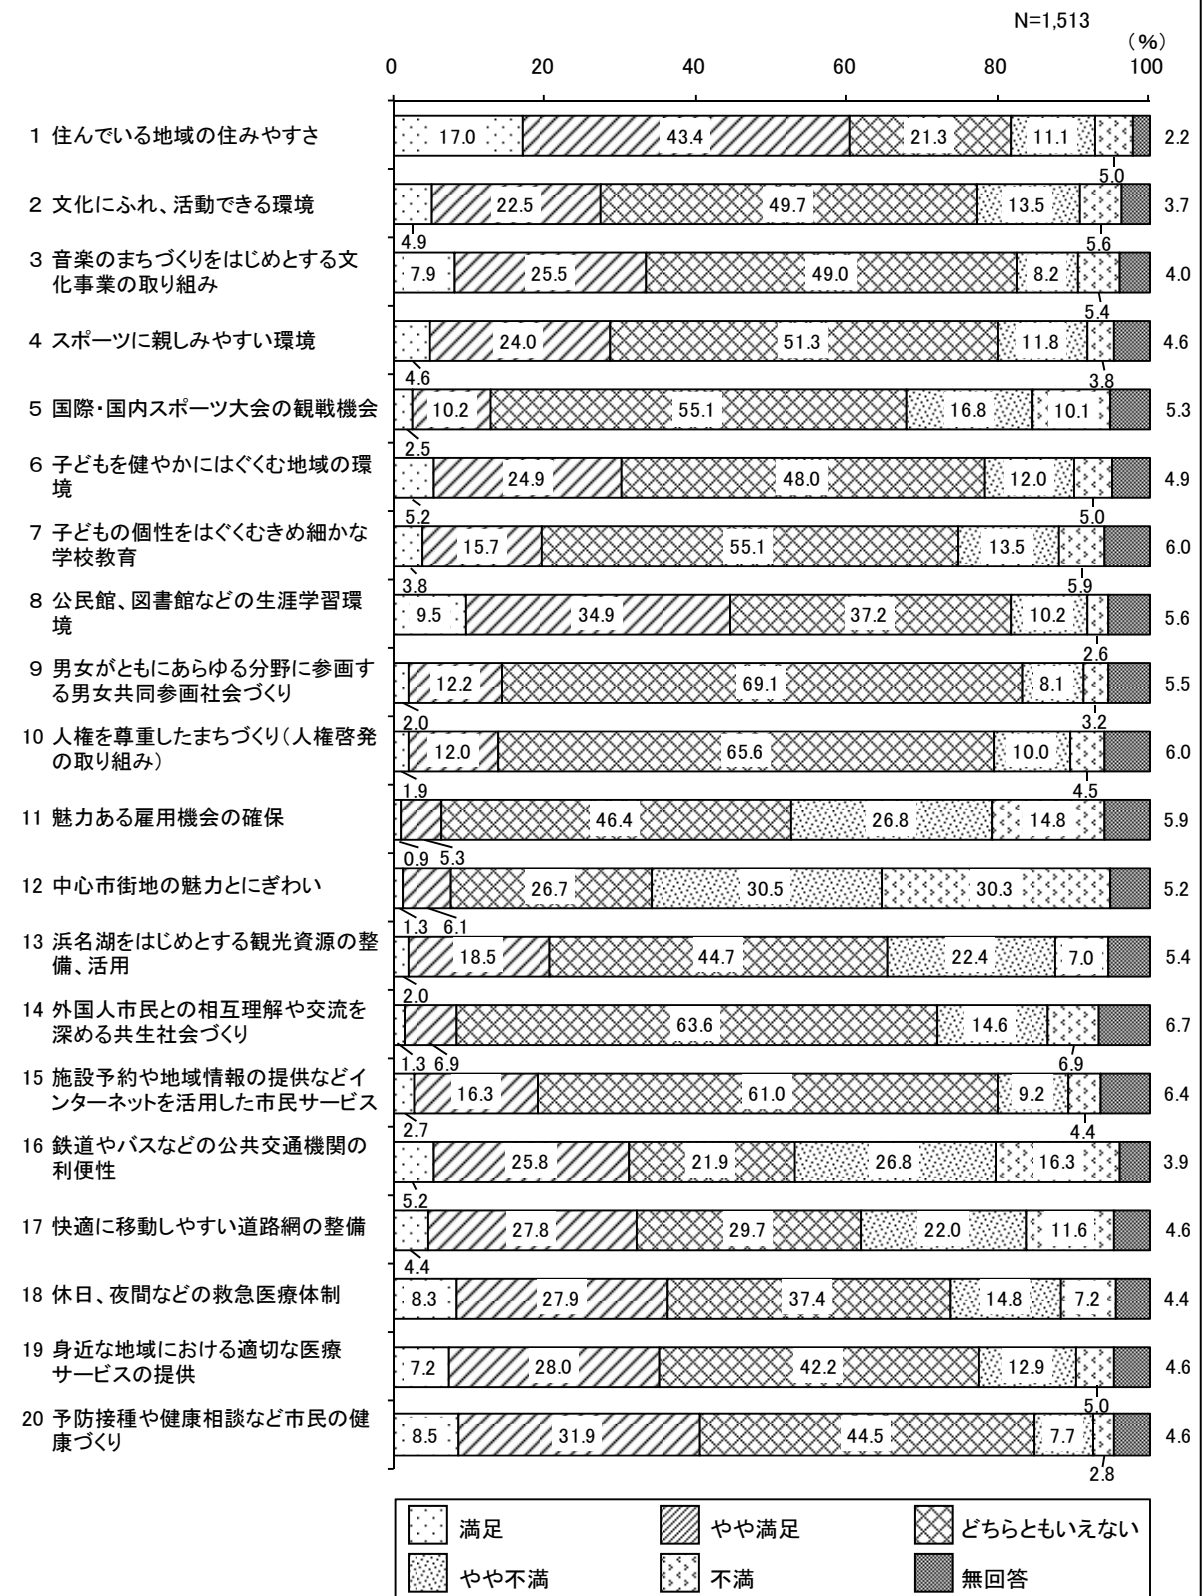 N=1,513
(%)
0 20 40 60 80 100
1 住んでいる地域の住みやすさ 17.0 43.4 21.3 11.1 2.2
5.0
2 文化にふれ、活動できる環境 22.5 49.7 13.5 3.7
4.9 5.6
3 音楽のまちづくりをはじめとする文
化事業の取り組み 7.9 25.5 49.0 8.2 4.0
5.4
4 スポーツに親しみやすい環境 24.0 51.3 11.8 4.6
4.6 3.8
5 国際・国内スポーツ大会の観戦機会 10.2 55.1 16.8 10.1 5.3
2.5
6 子どもを健やかにはぐくむ地域の環
境 24.9 48.0 12.0 4.9
5.2 5.0
7 子どもの個性をはぐくむきめ細かな
学校教育 15.7 55.1 13.5 6.0
3.8 5.9
8 公民館、図書館などの生涯学習環
境 9.5 34.9 37.2 10.2 5.6
2.6
9 男女がともにあらゆる分野に参画す
る男女共同参画社会づくり 12.2 69.1 8.1 5.5
2.0 3.2
10 人権を尊重したまちづくり(人権啓発
の取り組み) 12.0 65.6 10.0 6.0
1.9 4.5
11 魅力ある雇用機会の確保 46.4 26.8 14.8 5.9
0.9 5.3
12 中心市街地の魅力とにぎわい 26.7 30.5 30.3 5.2
1.3 6.1
13 浜名湖をはじめとする観光資源の整
備、活用 18.5 44.7 22.4 7.0 5.4
2.0
14 外国人市民との相互理解や交流を
深める共生社会づくり 63.6 14.6 6.7
1.3 6.9 6.9
15 施設予約や地域情報の提供などイ
ンターネットを活用した市民サービス 16.3 61.0 9.2 6.4
2.7 4.4
16 鉄道やバスなどの公共交通機関の
利便性 25.8 21.9 26.8 16.3 3.9
5.2
17 快適に移動しやすい道路網の整備 27.8 29.7 22.0 11.6 4.6
4.4
18 休日、夜間などの救急医療体制 8.3 27.9 37.4 14.8 7.2 4.4
19 身近な地域における適切な医療
サービスの提供 7.2 28.0 42.2 12.9 4.6
5.0
20 予防接種や健康相談など市民の健
康づくり 8.5 31.9 44.5 7.7 4.6
2.8
満足 やや満足 どちらともいえない
やや不満 不満 無回答